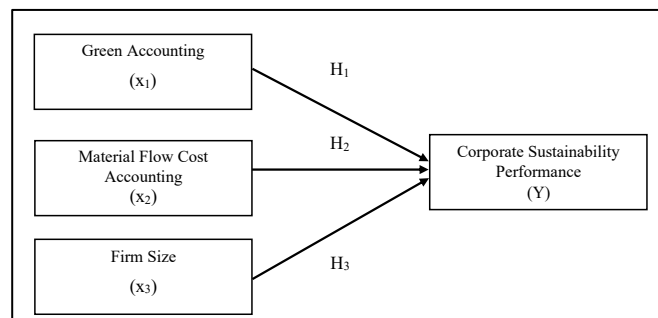 Green Accounting
(x₁)
H₁
Material Flow Cost
Accounting
(x₂)
H₂
Corporate Sustainability
Performance
(Y)
Firm Size
(x₃)
H₃